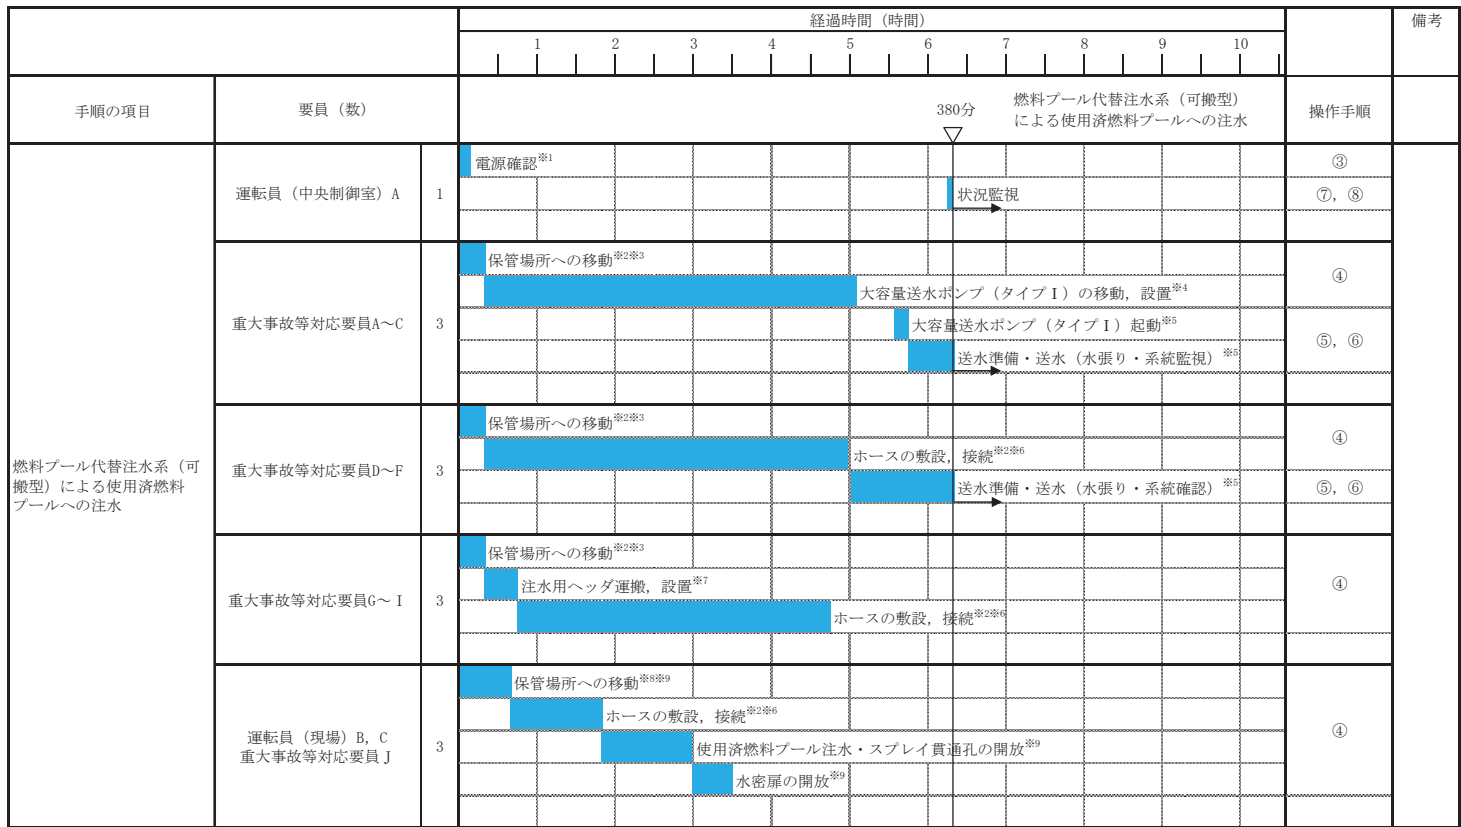 経過時間（時間）
備考
1 2 3 4 5 6 7 8 9 10
手順の項目
要員（数）
380分
燃料プール代替注水系（可搬型）
による使用済燃料プールへの注水
操作手順
燃料プール代替注水系（可
搬型）による使用済燃料
プールへの注水
運転員（中央制御室）A
1
電源確認※1
③
状況監視
⑦，⑧
重大事故等対応要員A～C
3
保管場所への移動※2※3
大容量送水ポンプ（タイプⅠ）の移動，設置※4
④
大容量送水ポンプ（タイプⅠ）起動※5
送水準備・送水（水張り・系統監視）※5
⑤，⑥
重大事故等対応要員D～F
3
保管場所への移動※2※3
ホースの敷設，接続※2※6
④
送水準備・送水（水張り・系統確認）※5
⑤，⑥
重大事故等対応要員G～Ｉ
3
保管場所への移動※2※3
注水用ヘッダ運搬，設置※7
ホースの敷設，接続※2※6
④
運転員（現場）B，C
重大事故等対応要員Ｊ
3
保管場所への移動※8※9
ホースの敷設，接続※2※6
使用済燃料プール注水・スプレイ貫通孔の開放※9
水密扉の開放※9
④